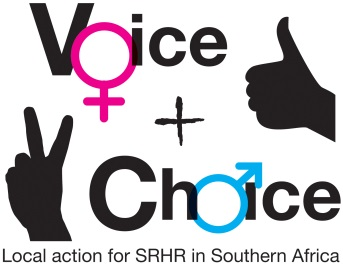 Voice
+
Choice
Local action for SRHR in Southern Africa